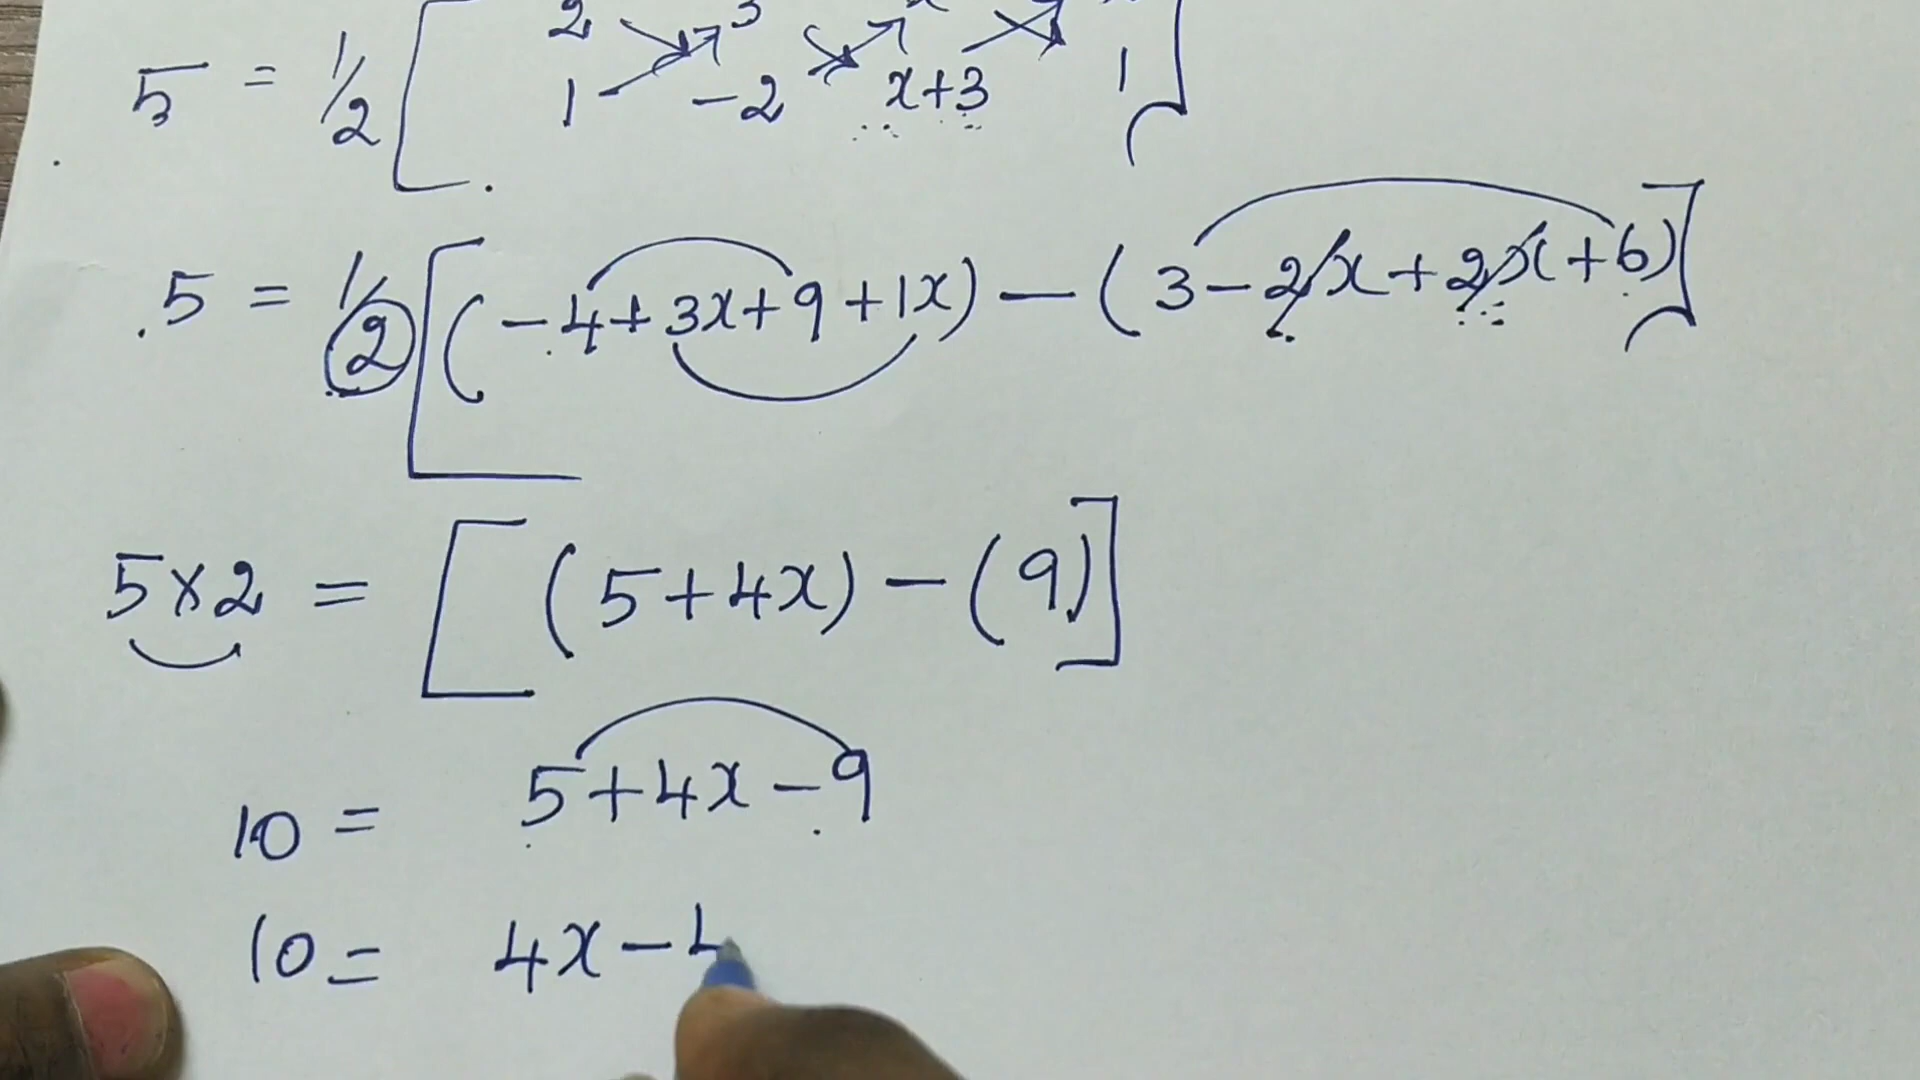 2 3
5 = 1/2 [ 1 -2 x+3 1 ]
5 = 1/2 [ (-4+3x+9+1x) - (3-2x+2x+6) ]
5×2 = [ (5+4x) - (9) ]
10 = 5+4x-9
10 = 4x-4